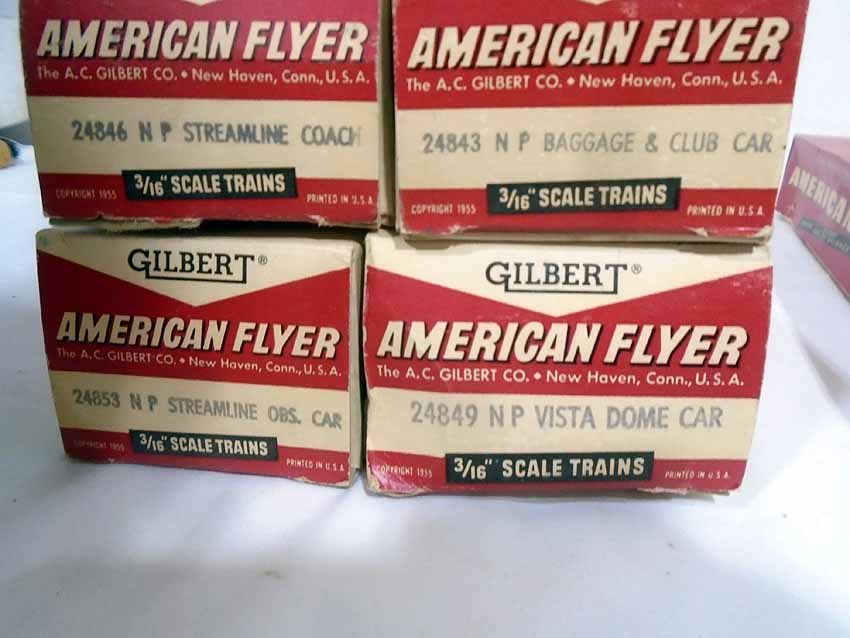 AMERICAN FLYER
The A.C. GILBERT CO. • New Haven, Conn., U.S.A.
24846 N P STREAMLINE COACH
3/16" SCALE TRAINS
COPYRIGHT 1955
PRINTED IN U.S.A.
AMERICAN FLYER
The A.C. GILBERT CO. • New Haven, Conn., U.S.A.
24843 N P BAGGAGE & CLUB CAR
3/16" SCALE TRAINS
COPYRIGHT 1955
PRINTED IN U.S.A.
GILBERT®
AMERICAN FLYER
The A.C. GILBERT CO. • New Haven, Conn., U.S.A.
24853 N P STREAMLINE OBS. CAR
3/16" SCALE TRAINS
COPYRIGHT 1955
PRINTED IN U.S.A.
GILBERT®
AMERICAN FLYER
The A.C. GILBERT CO. • New Haven, Conn., U.S.A.
24849 N P VISTA DOME CAR
3/16" SCALE TRAINS
COPYRIGHT 1955
PRINTED IN U.S.A.
AMERICA